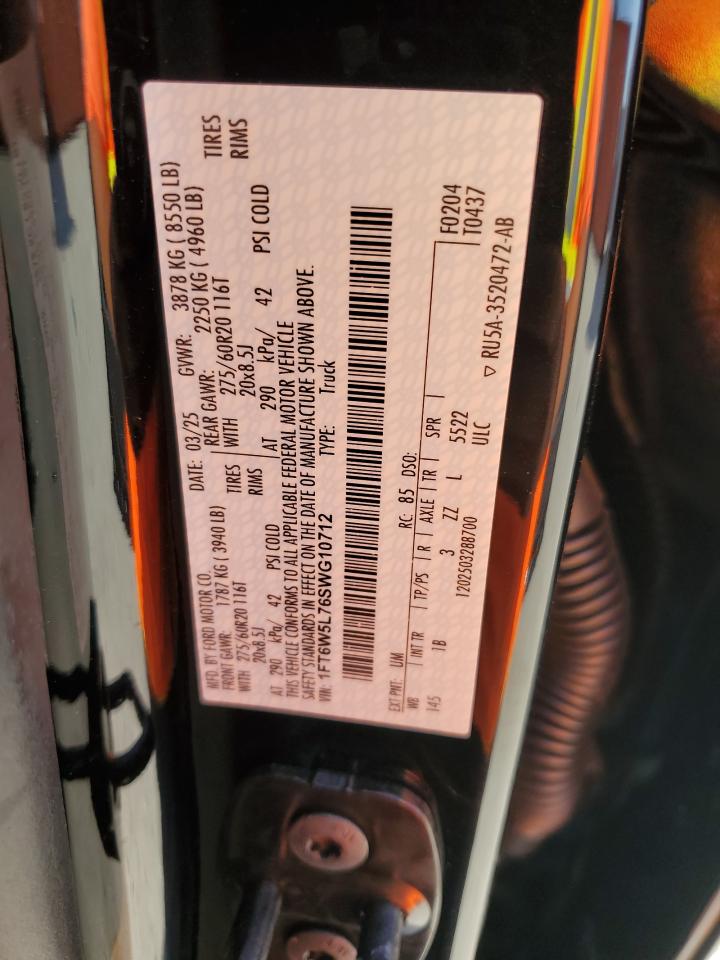 MFD. BY FORD MOTOR CO.
DATE: 03/25 GVWR: 3878 KG ( 8550 LB)
FRONT GAWR: 1787 KG ( 3940 LB) REAR GAWR: 2250 KG ( 4960 LB)
WITH 275/60R20 116T TIRES WITH 275/60R20 116T TIRES
20x8.5J RIMS 20x8.5J RIMS
AT 290 kPa/ 42 PSI COLD AT 290 kPa/ 42 PSI COLD
THIS VEHICLE CONFORMS TO ALL APPLICABLE FEDERAL MOTOR VEHICLE
SAFETY STANDARDS IN EFFECT ON THE DATE OF MANUFACTURE SHOWN ABOVE.
VIN: 1FT6W5L76SWG10712 TYPE: Truck
EXT PNT: UM RC: 85 DSO: F0204
WB INT TR TP/PS R AXLE TR SPR T0437
145 1B 3 ZZ L 5522
1202503288700 ULC
RU5A-3520472-AB